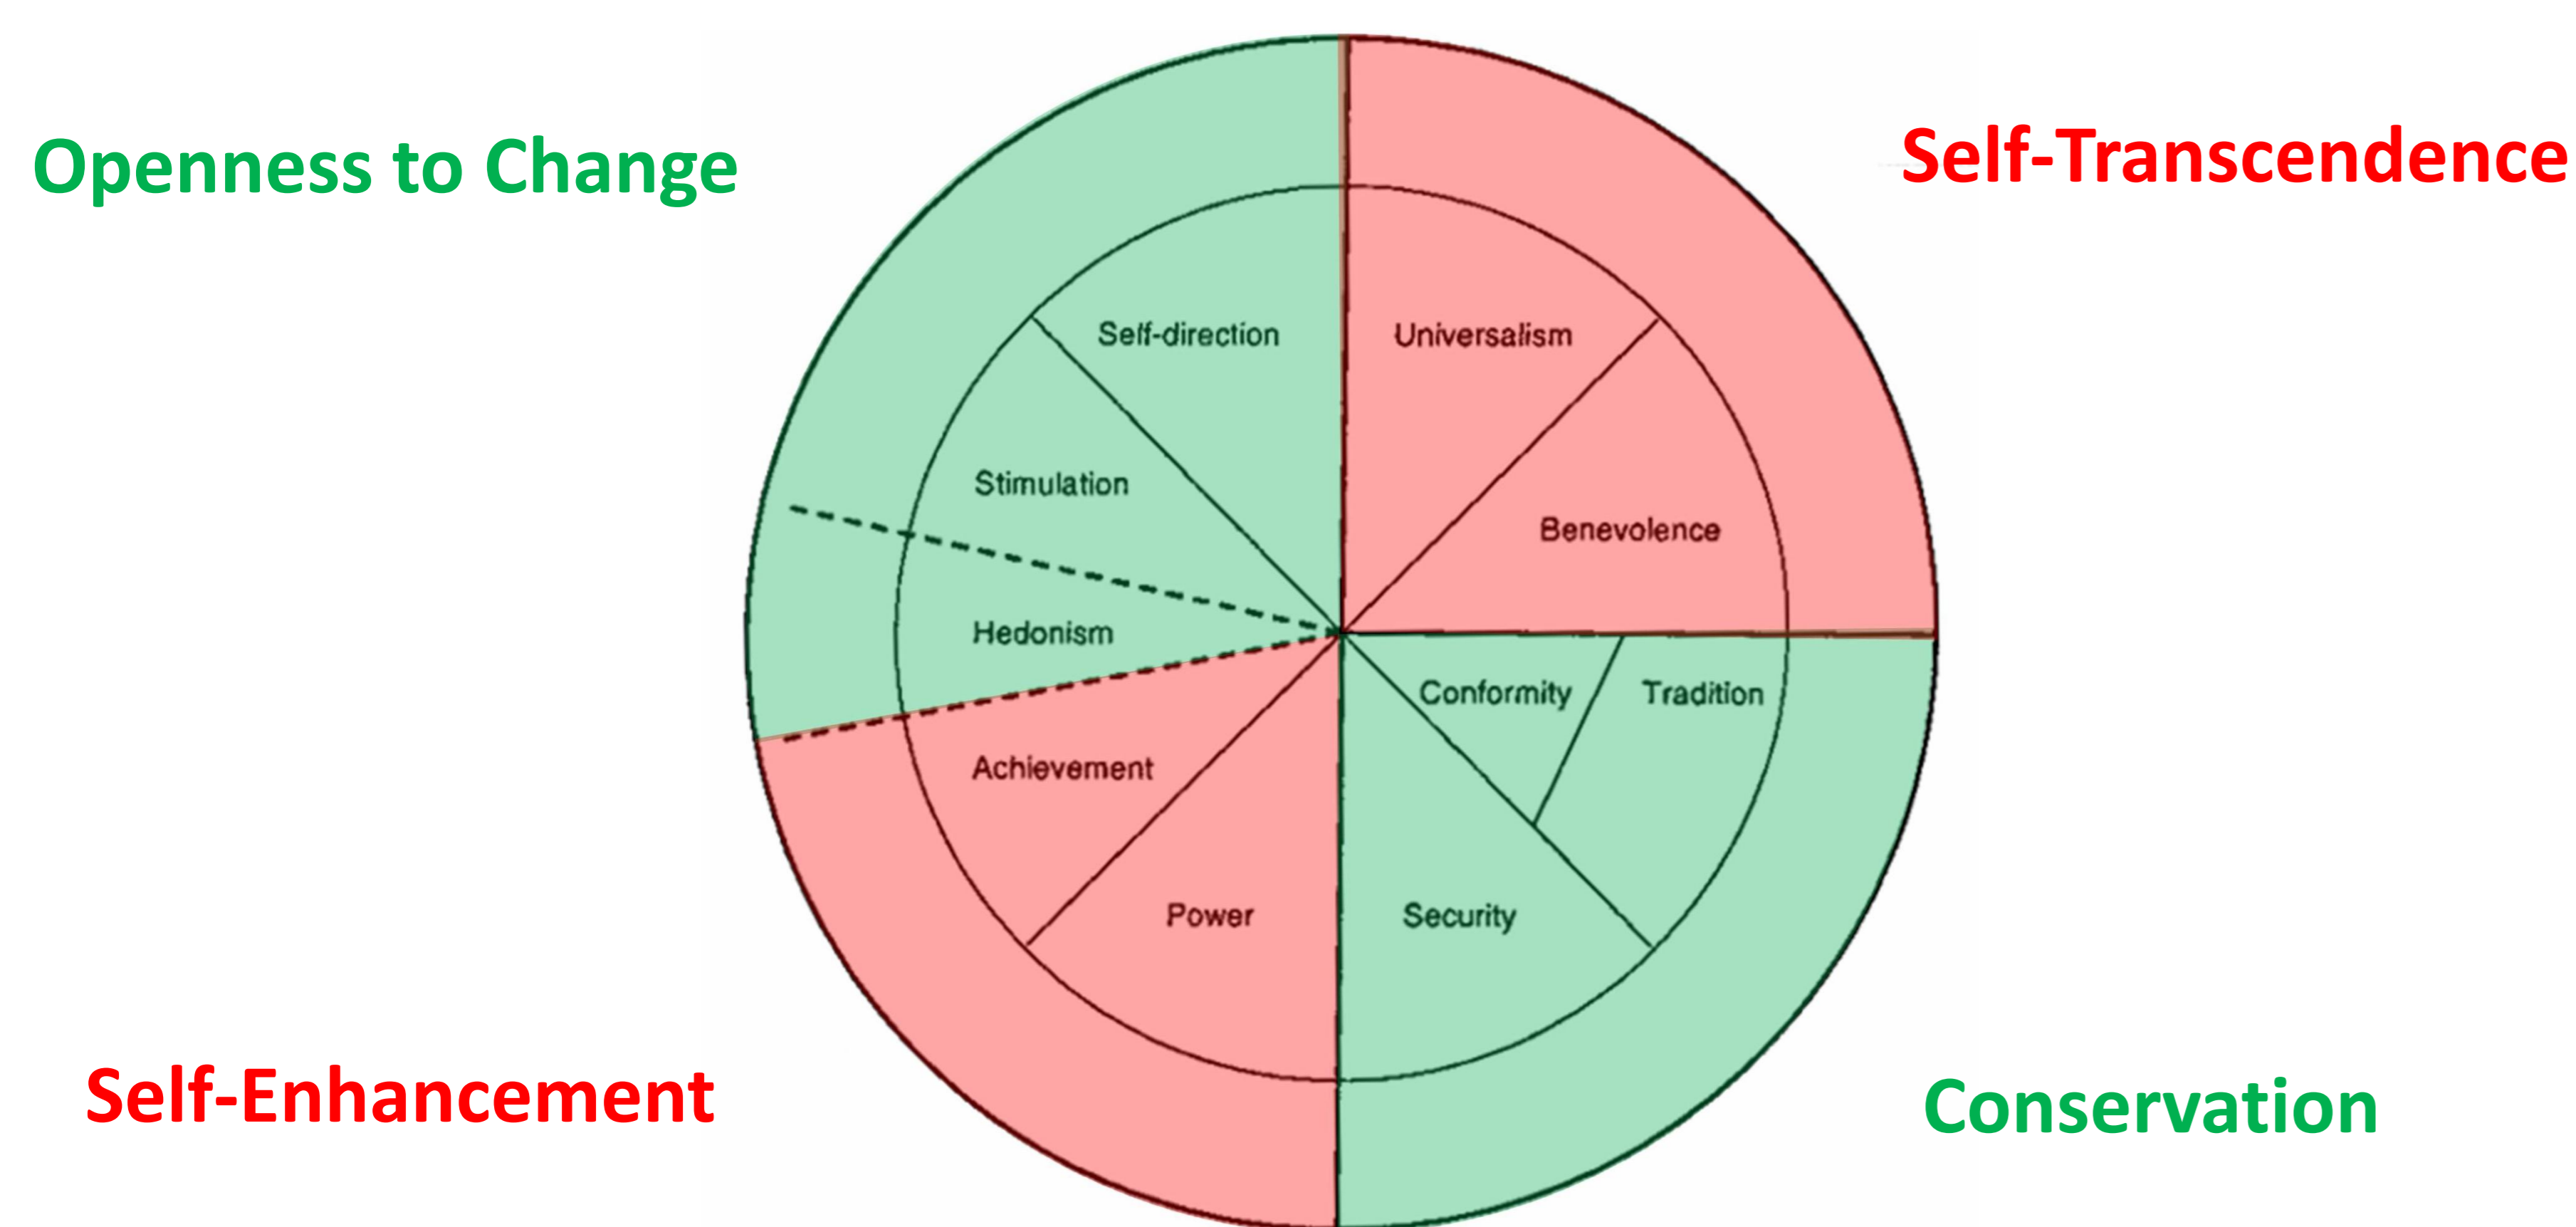 Openness to Change
Self-Transcendence
Self-direction
Universalism
Stimulation
Benevolence
Hedonism
Conformity
Tradition
Achievement
Power
Security
Self-Enhancement
Conservation